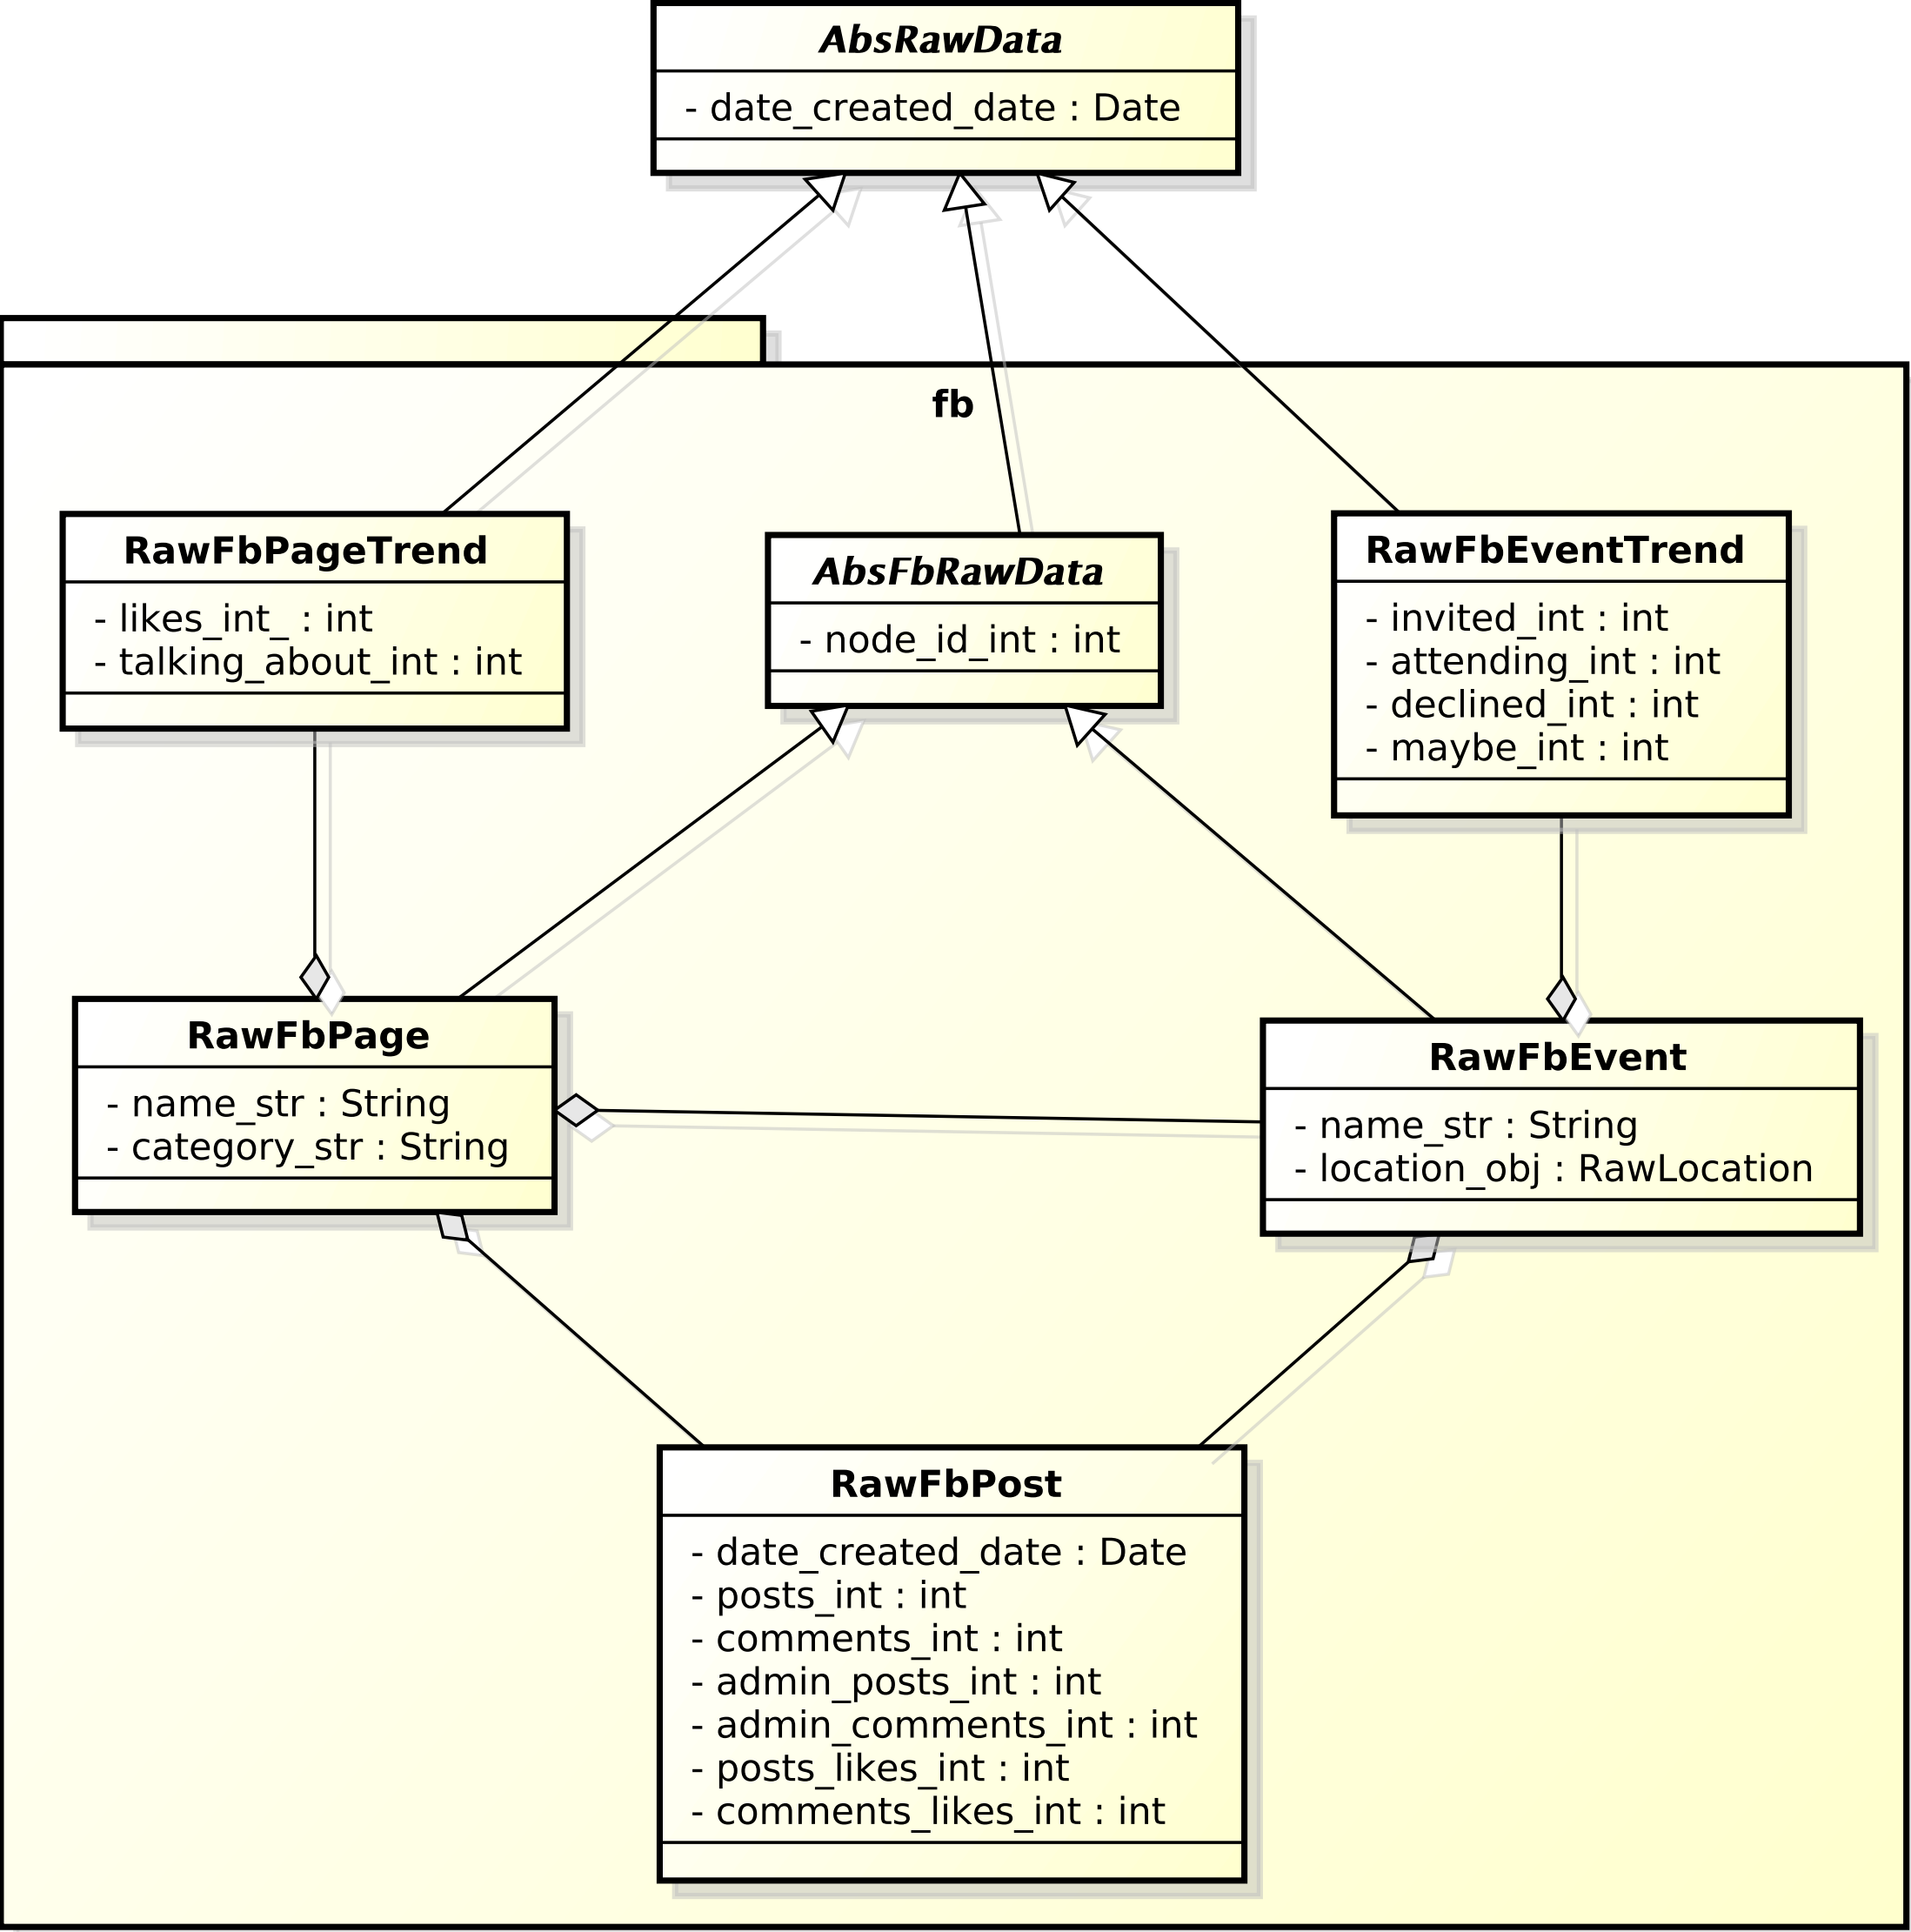 AbsRawData
- date_created_date : Date
fb
RawFbPageTrend
- likes_int_ : int
- talking_about_int : int
AbsFbRawData
- node_id_int : int
RawFbEventTrend
- invited_int : int
- attending_int : int
- declined_int : int
- maybe_int : int
RawFbPage
- name_str : String
- category_str : String
RawFbEvent
- name_str : String
- location_obj : RawLocation
RawFbPost
- date_created_date : Date
- posts_int : int
- comments_int : int
- admin_posts_int : int
- admin_comments_int : int
- posts_likes_int : int
- comments_likes_int : int